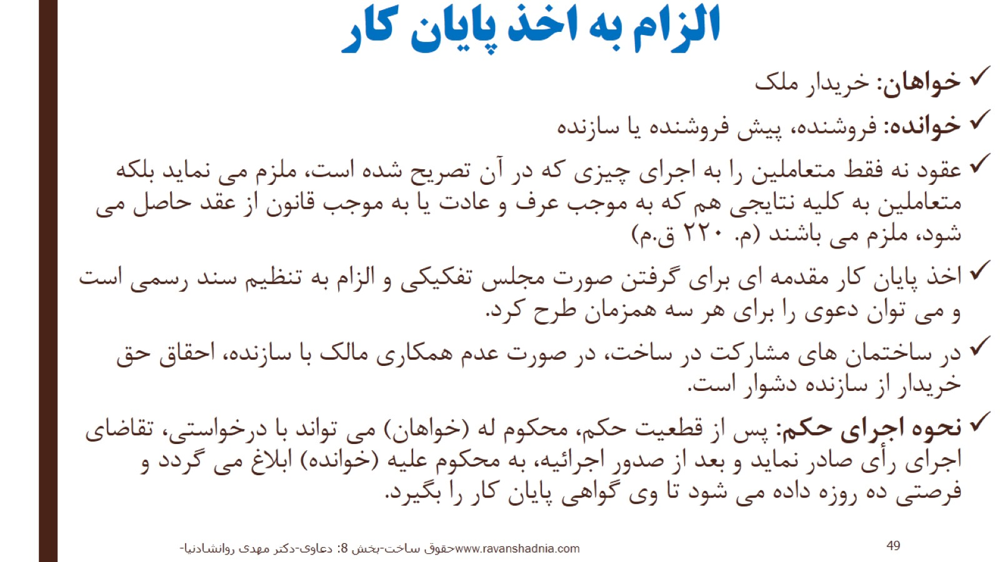 الزام به اخذ پایان کار
خواهان: خریدار ملک
خوانده: فروشنده، پیش فروشنده یا سازنده
عقود نه فقط متعاملین را به اجرای چیزی که در آن تصریح شده است، ملزم می نماید بلکه
متعاملین به کلیه نتایجی هم که به موجب عرف و عادت یا به موجب قانون از عقد حاصل می
شود، ملزم می باشند (م. ۲۲۰ ق.م)
اخذ پایان کار مقدمه ای برای گرفتن صورت مجلس تفکیکی و الزام به تنظیم سند رسمی است
و می توان دعوی را برای هر سه همزمان طرح کرد.
در ساختمان های مشارکت در ساخت، در صورت عدم همکاری مالک با سازنده، احقاق حق
خریدار از سازنده دشوار است.
نحوه اجرای حکم: پس از قطعیت حکم، محکوم له (خواهان) می تواند با درخواستی، تقاضای
اجرای رأی صادر نماید و بعد از صدور اجرائیه، به محکوم علیه (خوانده) ابلاغ می گردد و
فرصتی ده روزه داده می شود تا وی گواهی پایان کار را بگیرد.
حقوق ساخت-بخش 8: دعاوی-دکتر مهدی روانشادنیا-www.ravanshadnia.com
49